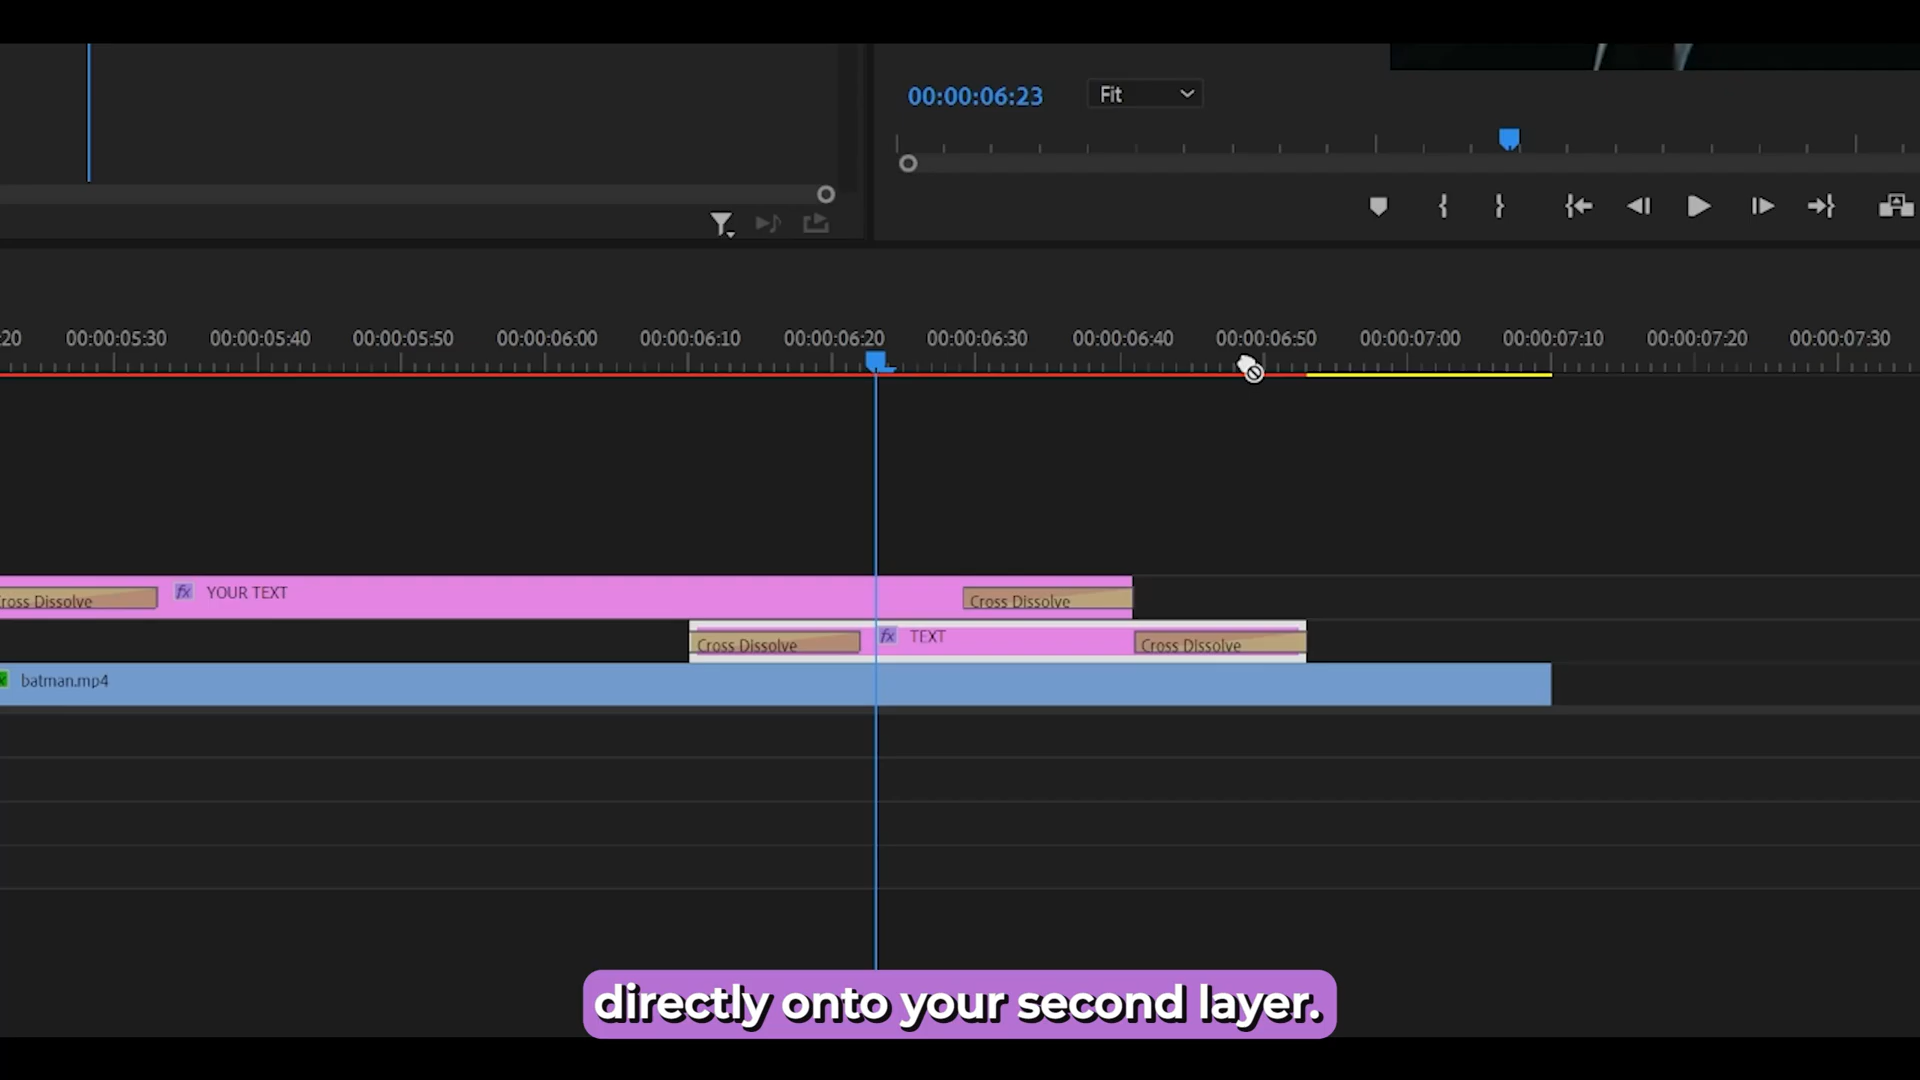 00:00:06:23 Fit
:20 00:00:05:30 00:00:05:40 00:00:05:50 00:00:06:00 00:00:06:10 00:00:06:20 00:00:06:30 00:00:06:40 00:00:06:50 00:00:07:00 00:00:07:10 00:00:07:20 00:00:07:30
ross Dissolve fx YOUR TEXT Cross Dissolve
Cross Dissolve fx TEXT Cross Dissolve
batman.mp4
directly onto your second layer.